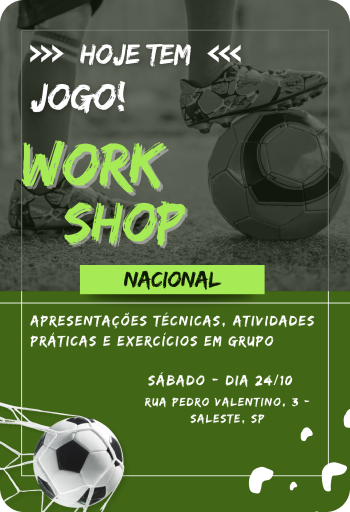 >>> HOJE TEM <<<
JOGO!
WORK
SHOP
NACIONAL
APRESENTAÇÕES TÉCNICAS, ATIVIDADES
PRÁTICAS E EXERCÍCIOS EM GRUPO
SÁBADO - DIA 24/10
RUA PEDRO VALENTINO, 3 -
SALESTE, SP